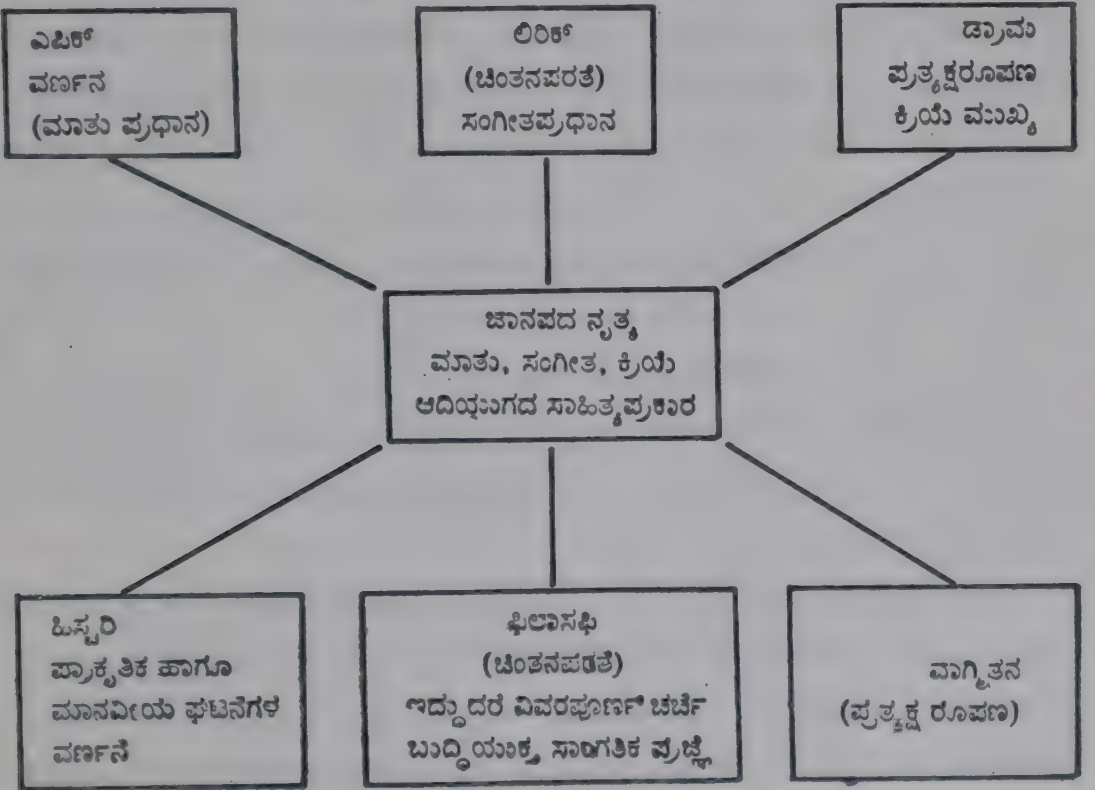 ಎಪಿಕ್
ವರ್ಣನ
(ಮಾತು ಪ್ರಧಾನ)
ಲಿರಿಕ್
(ಚಿಂತನಪರತೆ)
ಸಂಗೀತಪ್ರಧಾನ
ಡ್ರಾಮ
ಪ್ರತ್ಯಕ್ಷರೂಪಣ
ಕ್ರಿಯೆ ಮುಖ್ಯ
ಜಾನಪದ ನೃತ್ಯ
ಮಾತು, ಸಂಗೀತ, ಕ್ರಿಯೆ
ಆದಿಯುಗದ ಸಾಹಿತ್ಯಪ್ರಕಾರ
ಹಿಸ್ಟರಿ
ಪ್ರಾಕೃತಿಕ ಹಾಗೂ
ಮಾನವೀಯ ಘಟನೆಗಳ
ವರ್ಣನೆ
ಫಿಲಾಸಫಿ
(ಚಿಂತನಪರತೆ)
ಇದ್ದುದರ ವಿವರಪೂರ್ಣ ಚರ್ಚೆ
ಬುದ್ಧಿಯುಕ್ತ, ಸಾಂಗತಿಕ ಪ್ರಜ್ಞೆ
ವಾಗ್ಮಿತನ
(ಪ್ರತ್ಯಕ್ಷ ರೂಪಣ)